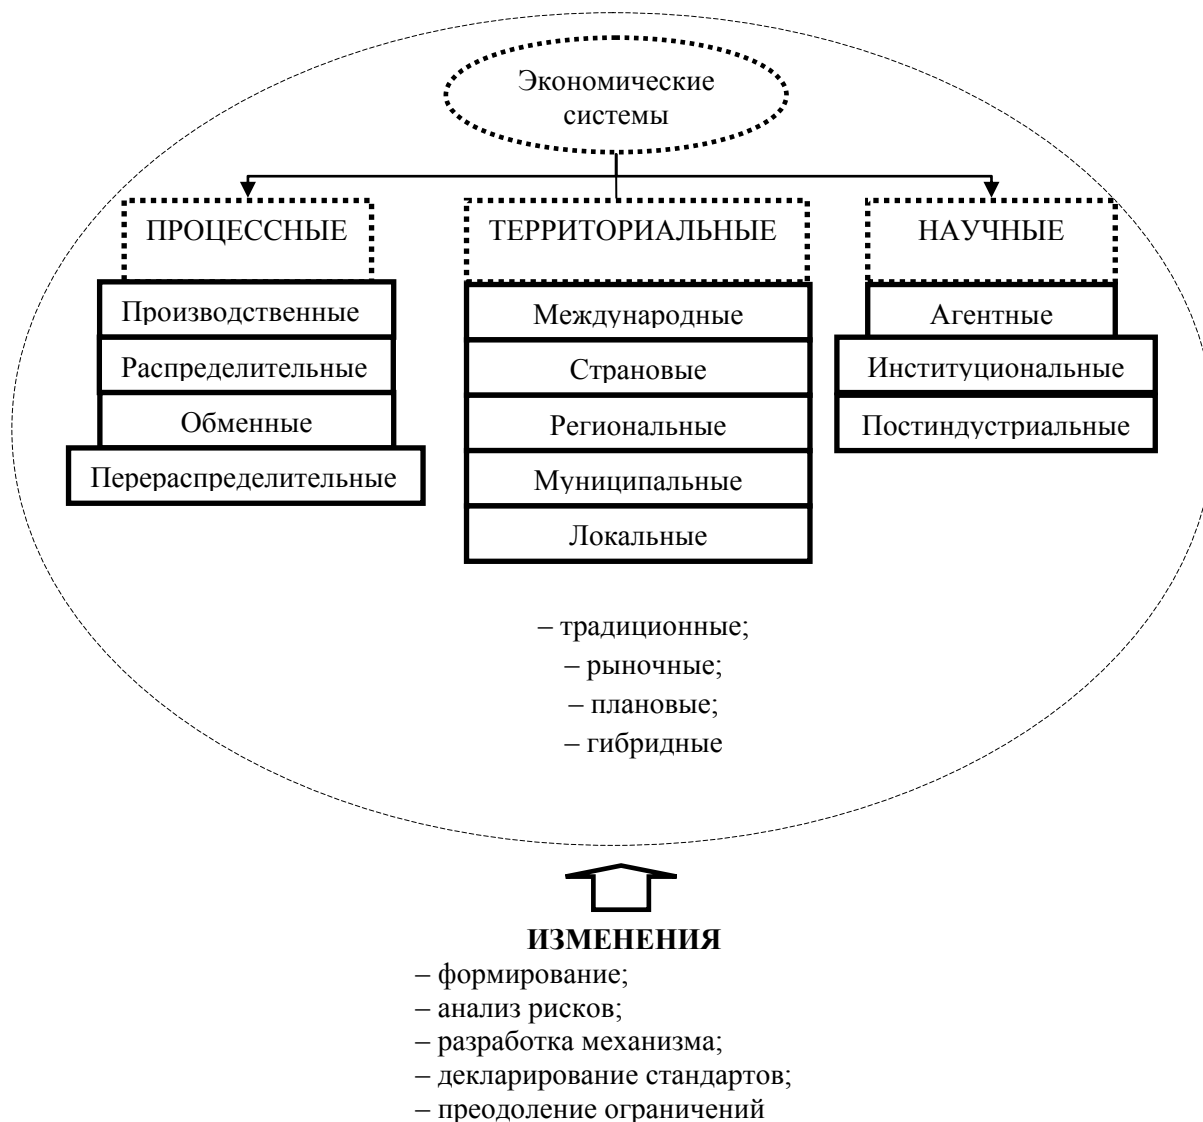 Экономические
системы
ПРОЦЕССНЫЕ
Производственные
Распределительные
Обменные
Перераспределительные
ТЕРРИТОРИАЛЬНЫЕ
Международные
Страновые
Региональные
Муниципальные
Локальные
НАУЧНЫЕ
Агентные
Институциональные
Постиндустриальные
– традиционные;
– рыночные;
– плановые;
– гибридные
ИЗМЕНЕНИЯ
– формирование;
– анализ рисков;
– разработка механизма;
– декларирование стандартов;
– преодоление ограничений